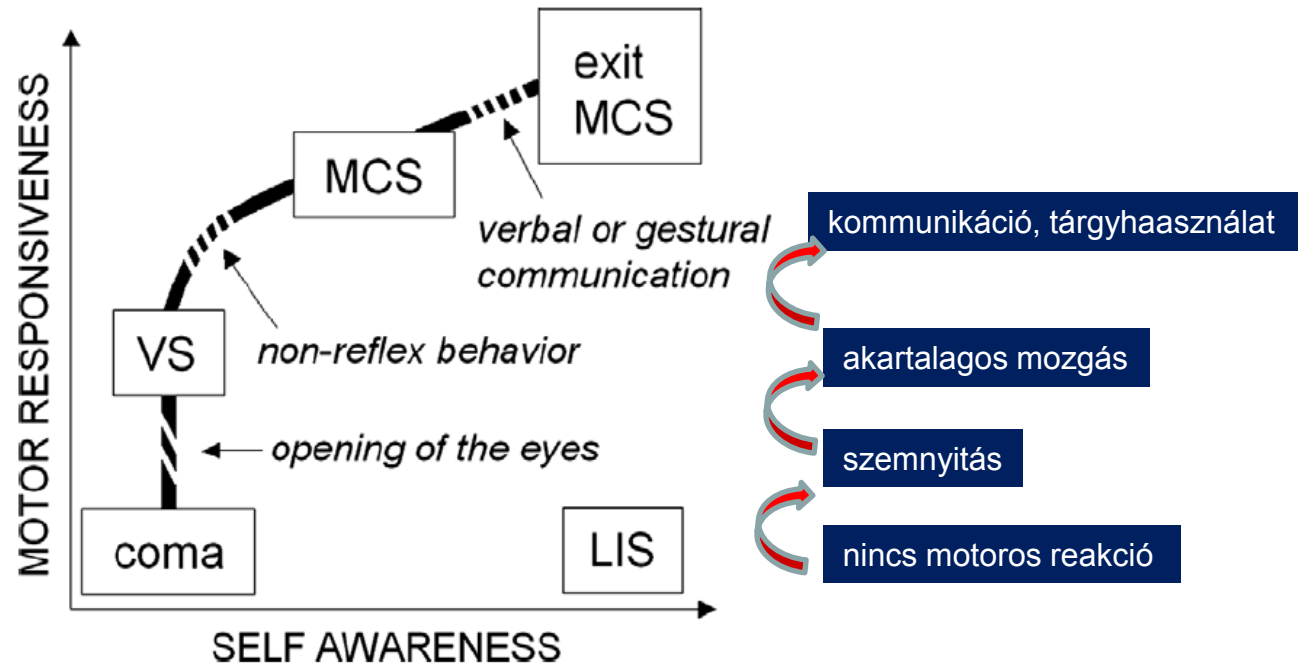 MOTOR RESPONSIVENESS
exit
MCS
MCS
verbal or gestural
communication
VS
non-reflex behavior
opening of the eyes
coma
LIS
SELF AWARENESS
kommunikáció, tárgyhaasználat
akartalagos mozgás
szemnyitás
nincs motoros reakció